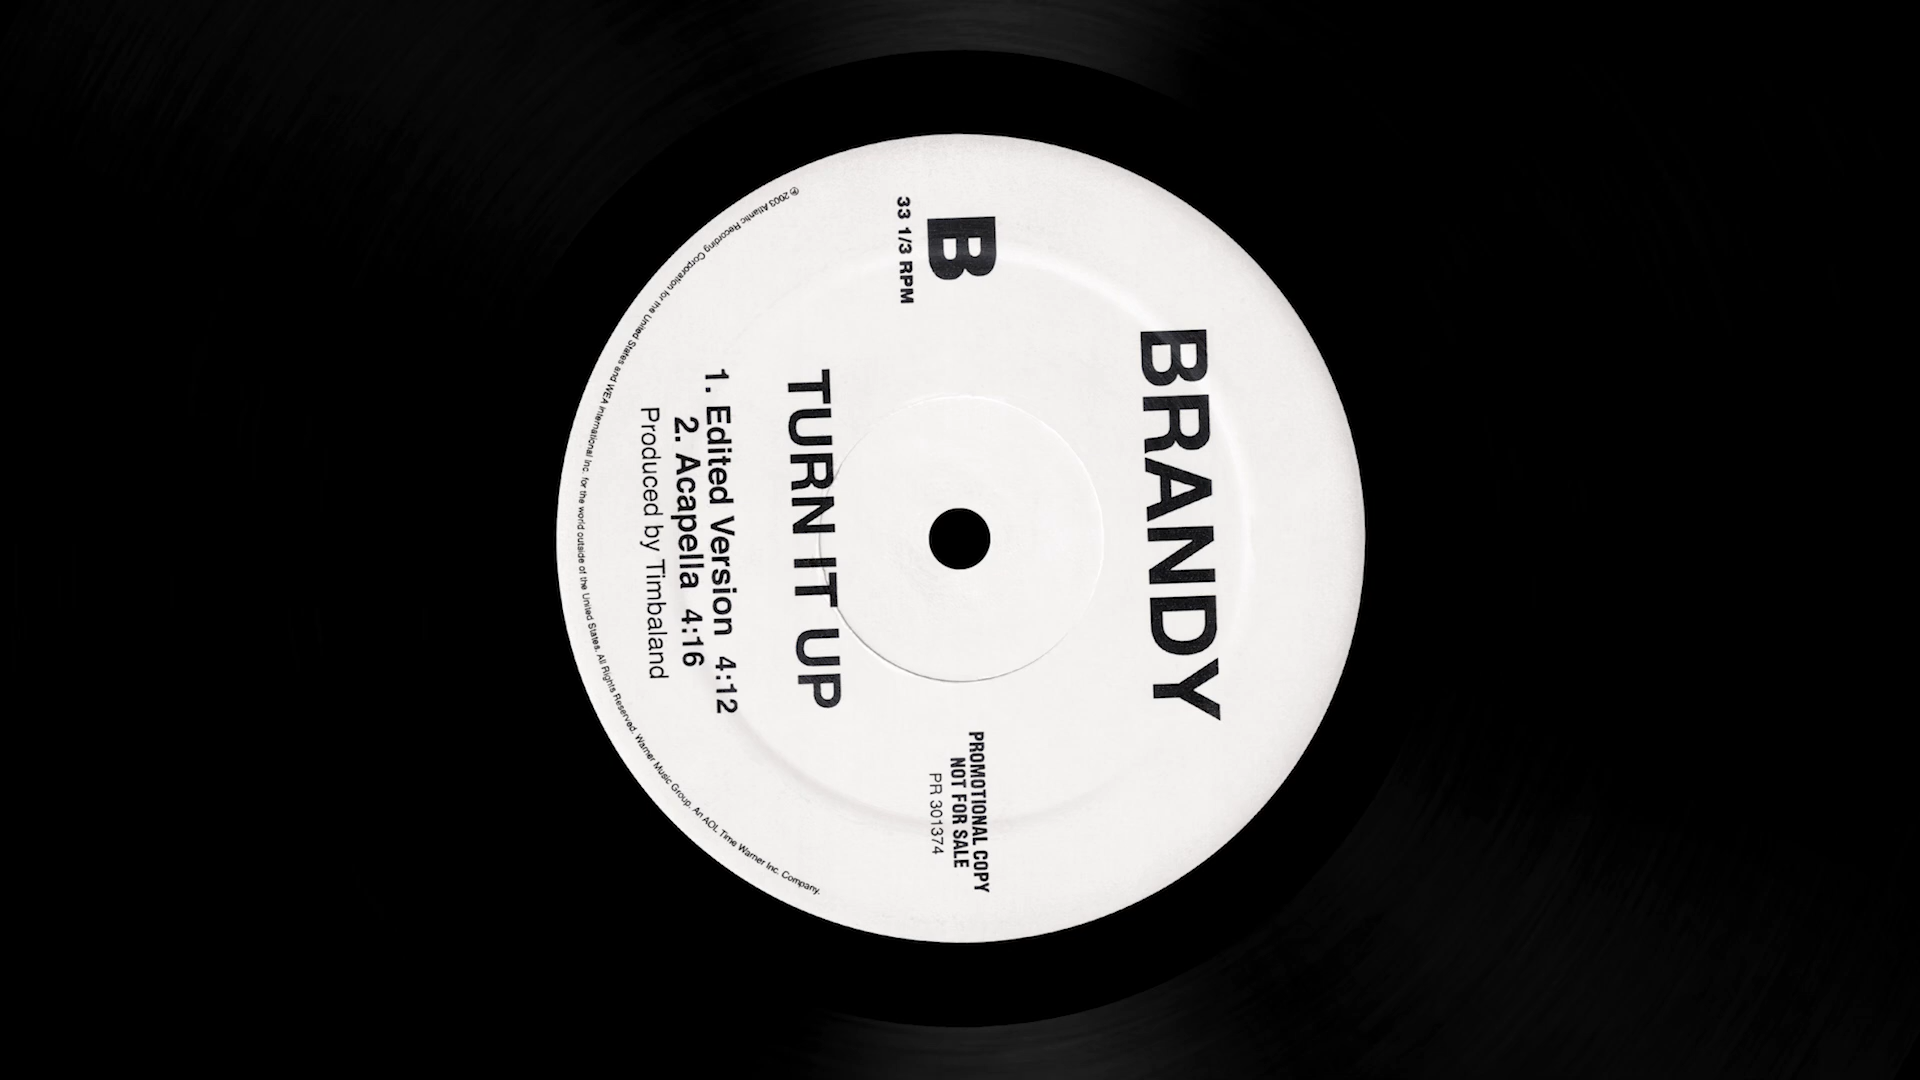 BRANDY
B
33 1/3 RPM
PROMOTIONAL COPY
NOT FOR SALE
PR 301374
TURN IT UP
1. Edited Version 4:12
2. Acapella 4:16
Produced by Timbaland
℗ 2003 Atlantic Recording Corporation for the United States and WEA International Inc. for the world outside of the United States. All Rights Reserved. Warner Music Group. An AOL Time Warner Inc. Company.